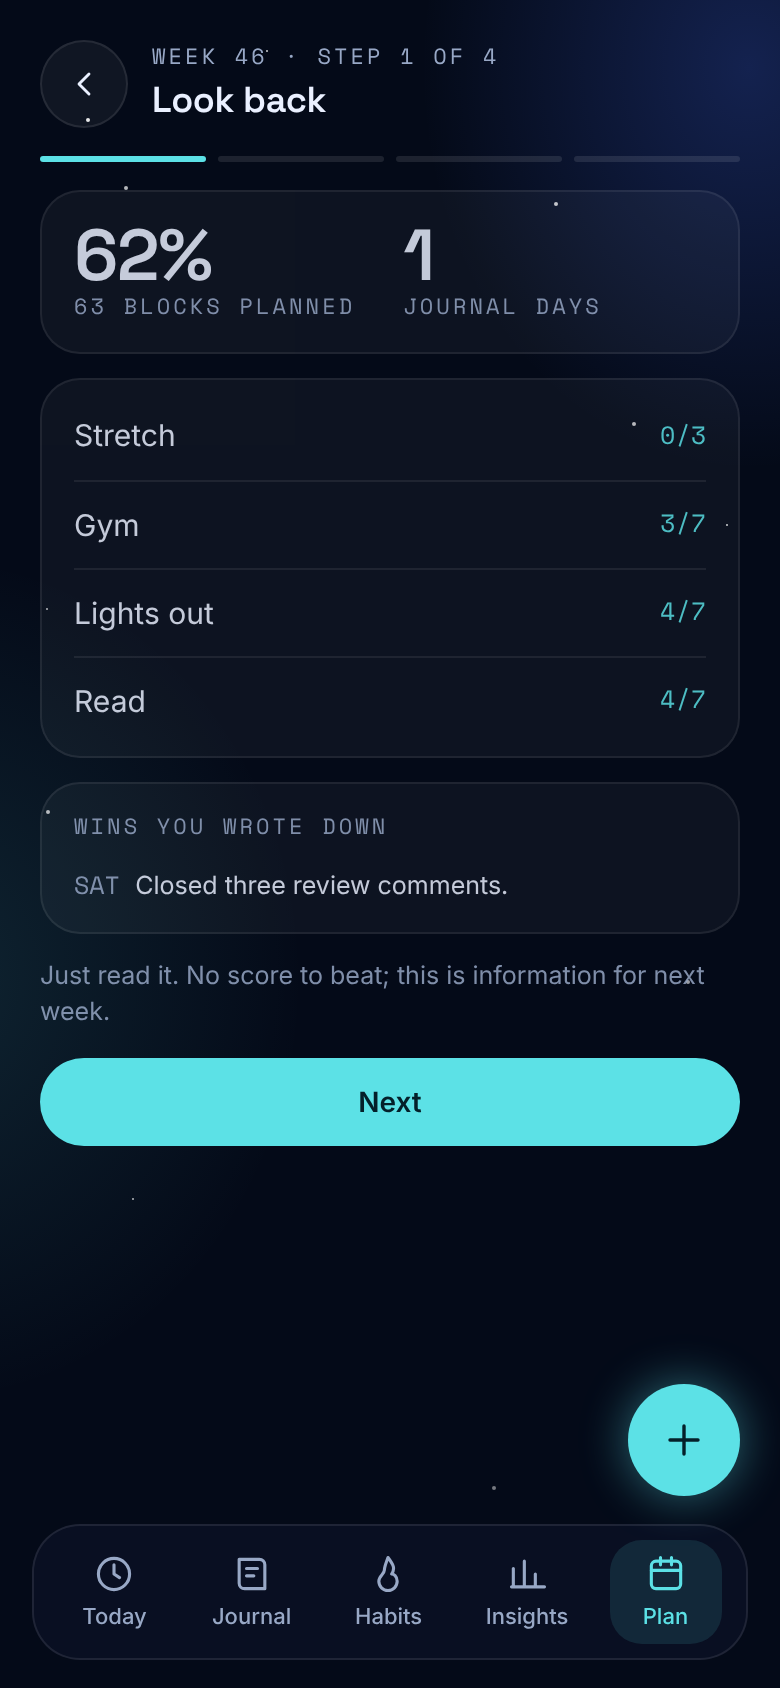 WEEK 46 · STEP 1 OF 4
Look back
62%
63 BLOCKS PLANNED
1
JOURNAL DAYS
Stretch 0/3
Gym 3/7
Lights out 4/7
Read 4/7
WINS YOU WROTE DOWN
SAT Closed three review comments.
Just read it. No score to beat; this is information for next
week.
Next
Today Journal Habits Insights Plan